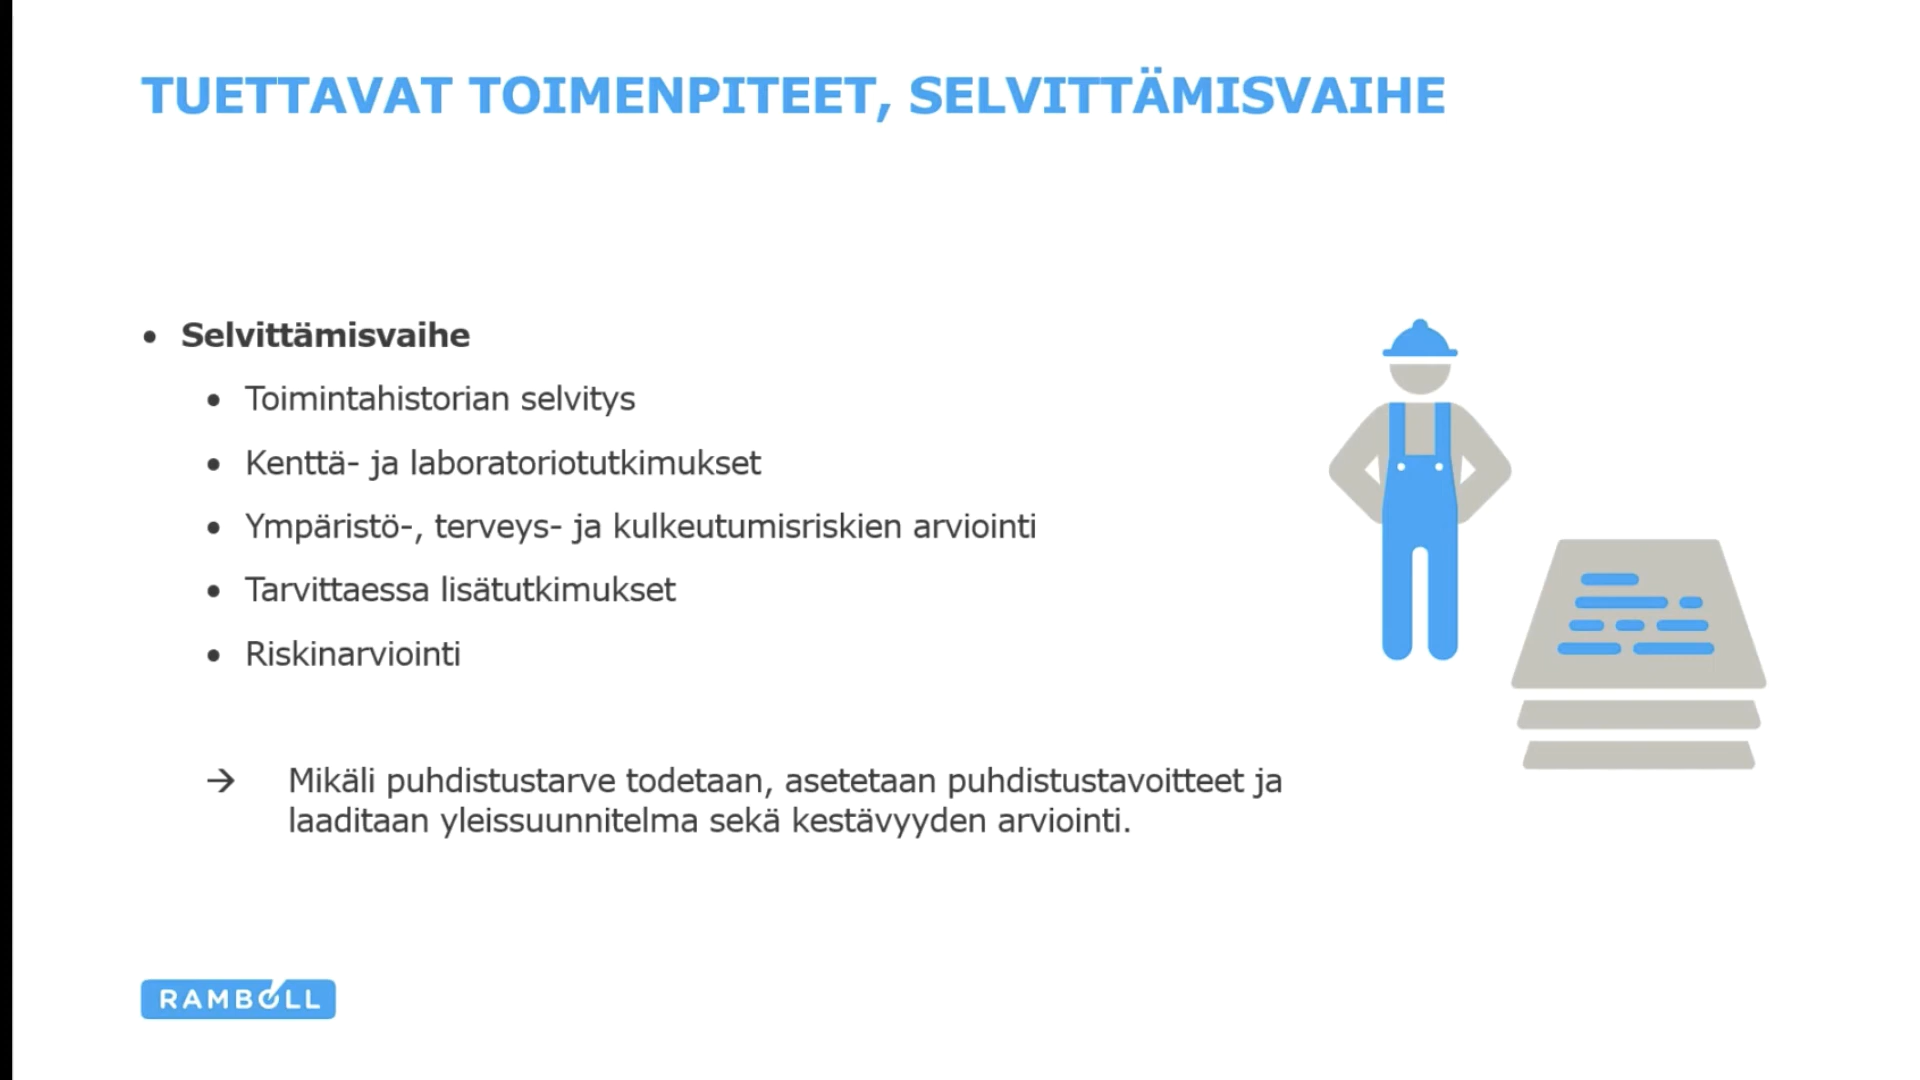 TUETTAVAT TOIMENPITEET, SELVITTÄMISVAIHE
• Selvittämisvaihe
• Toimintahistorian selvitys
• Kenttä- ja laboratoriotutkimukset
• Ympäristö-, terveys- ja kulkeutumisriskien arviointi
• Tarvittaessa lisätutkimukset
• Riskinarviointi
→ Mikäli puhdistustarve todetaan, asetetaan puhdistustavoitteet ja
laaditaan yleissuunnitelma sekä kestävyyden arviointi.
RAMBOLL